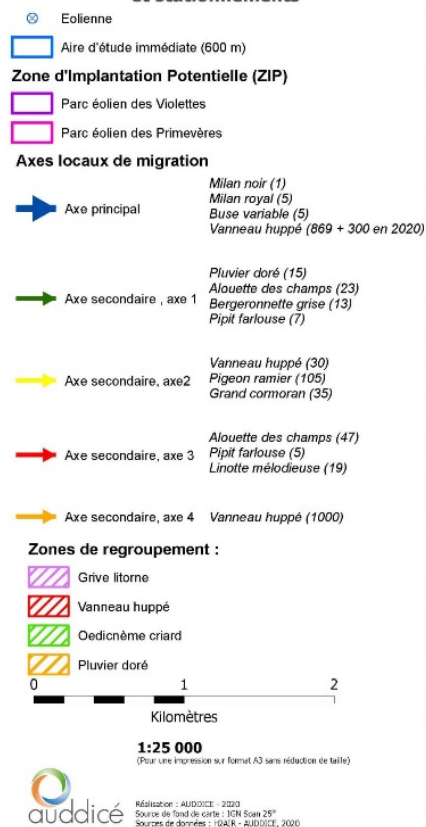 et stationnements
Eolienne
Aire d'étude immédiate (600 m)
Zone d'Implantation Potentielle (ZIP)
Parc éolien des Violettes
Parc éolien des Primevères
Axes locaux de migration
Axe principal
Milan noir (1)
Milan royal (5)
Buse variable (5)
Vanneau huppé (869 + 300 en 2020)
Axe secondaire , axe 1
Pluvier doré (15)
Alouette des champs (23)
Bergeronnette grise (13)
Pipit farlouse (7)
Axe secondaire, axe2
Vanneau huppé (30)
Pigeon ramier (105)
Grand cormoran (35)
Axe secondaire, axe 3
Alouette des champs (47)
Pipit farlouse (5)
Linotte mélodieuse (19)
Axe secondaire, axe 4
Vanneau huppé (1000)
Zones de regroupement :
Grive litorne
Vanneau huppé
Oedicnème criard
Pluvier doré
0 1 2
Kilomètres
1:25 000
(Pour une impression sur format A3 sans réduction de taille)
auddicé
Réalisation : AUDDICE - 2020
Source de fond de carte : IGN Scan 25®
Sources de données : H2AIR - AUDDICE, 2020